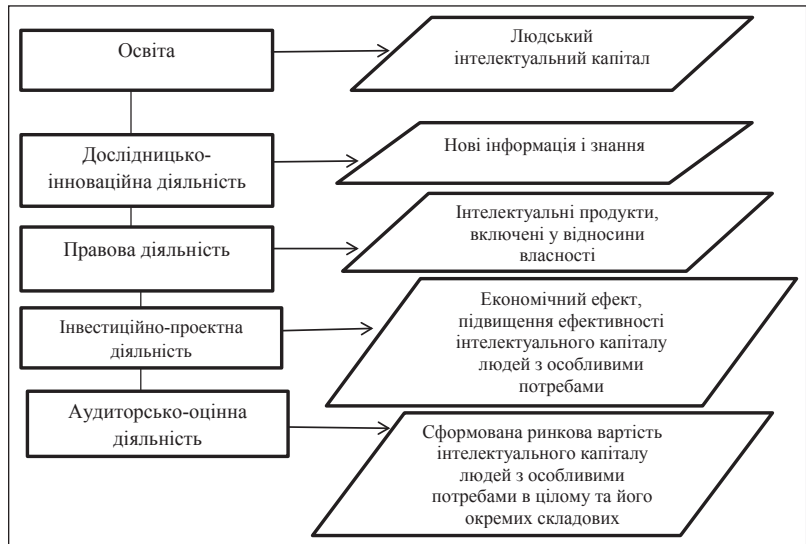 Освіта
Людський
інтелектуальний капітал
Дослідницько-
інноваційна діяльність
Нові інформація і знання
Правова діяльність
Інтелектуальні продукти,
включені у відносини
власності
Інвестиційно-проектна
діяльність
Економічний ефект,
підвищення ефективності
інтелектуального капіталу
людей з особливими
потребами
Аудиторсько-оцінна
діяльність
Сформована ринкова вартість
інтелектуального капіталу
людей з особливими
потребами в цілому та його
окремих складових